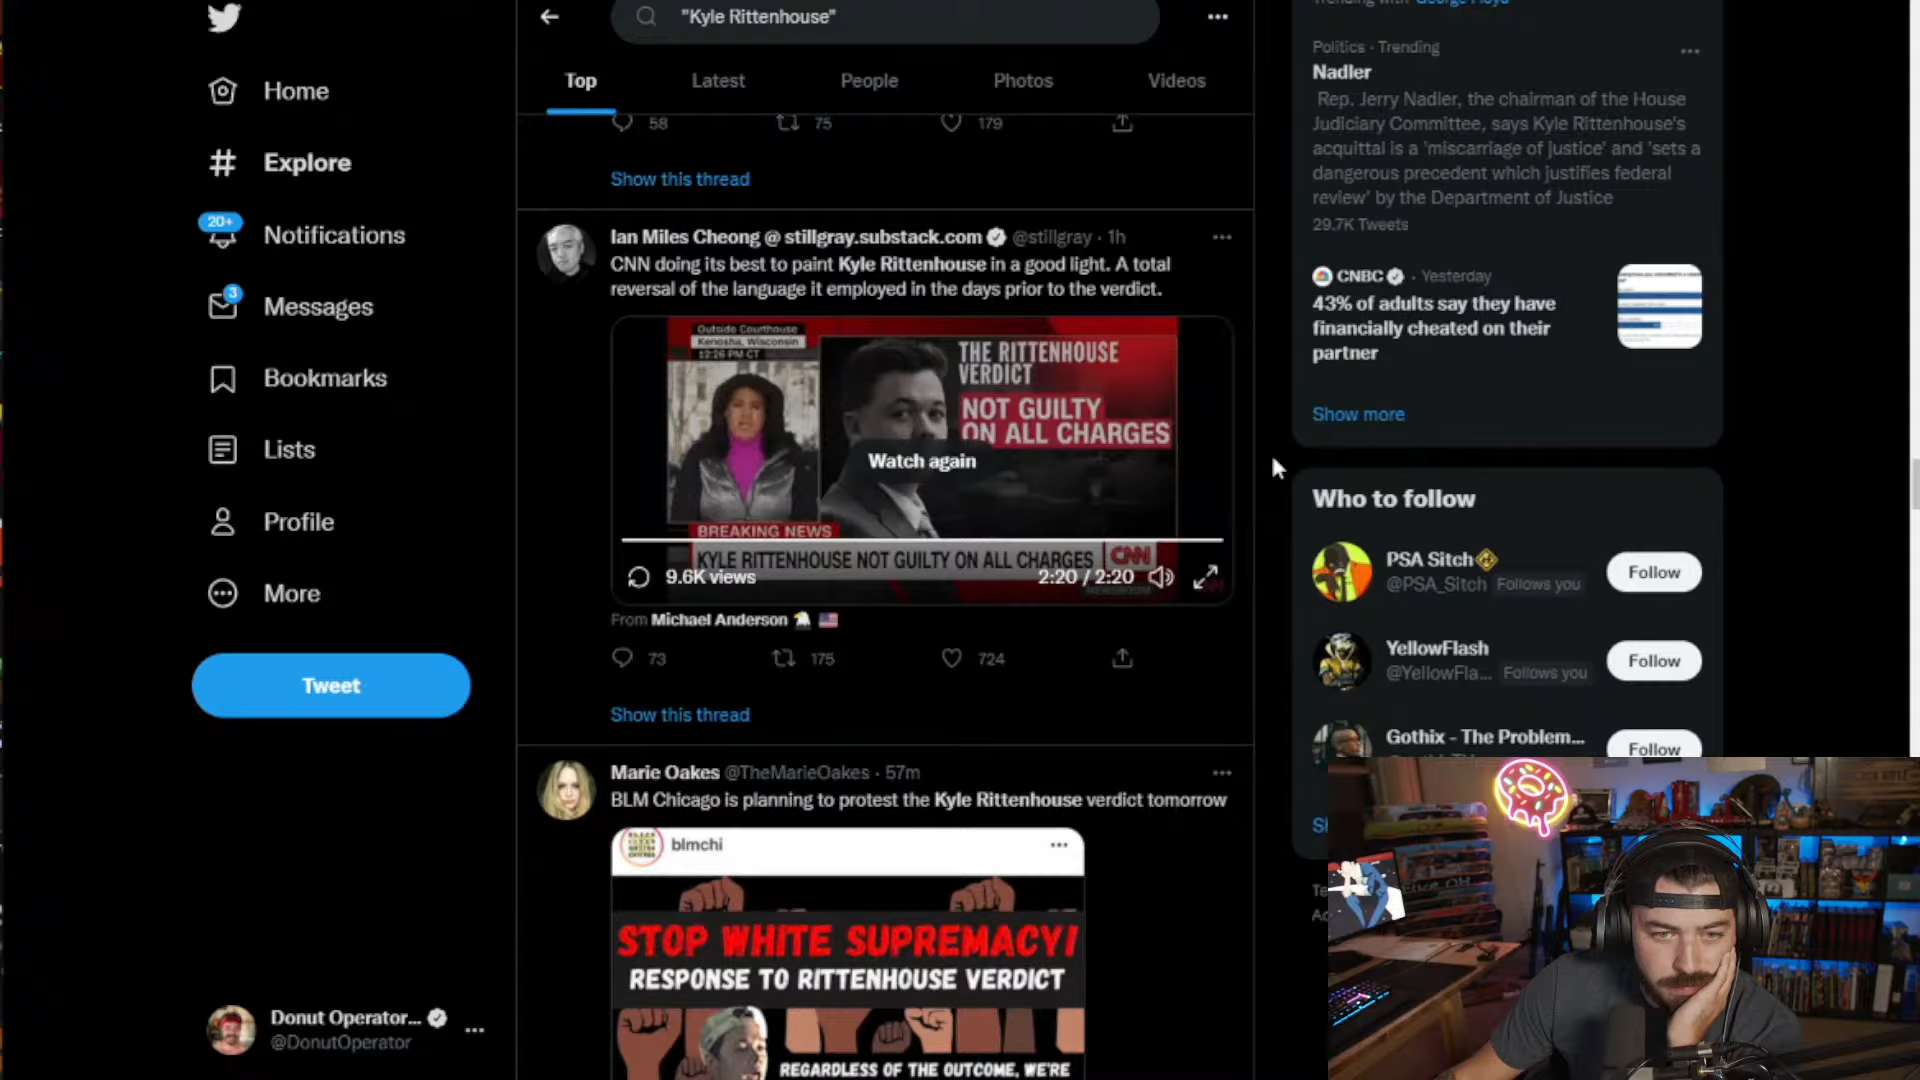 Home
Explore
20+
Notifications
3
Messages
Bookmarks
Lists
Profile
More
Tweet
Donut Operator...
@DonutOperator
"Kyle Rittenhouse"
Top
Latest
People
Photos
Videos
58
75
179
Show this thread
Ian Miles Cheong @ stillgray.substack.com @stillgray · 1h
CNN doing its best to paint Kyle Rittenhouse in a good light. A total
reversal of the language it employed in the days prior to the verdict.
Outside Courthouse
Kenosha, Wisconsin
12:26 PM CT
THE RITTENHOUSE
VERDICT
NOT GUILTY
ON ALL CHARGES
Watch again
BREAKING NEWS
KYLE RITTENHOUSE NOT GUILTY ON ALL CHARGES
CNN
9.6K views
2:20 / 2:20
NEWSROOM
From Michael Anderson
73
175
724
Show this thread
Marie Oakes @TheMarieOakes · 57m
BLM Chicago is planning to protest the Kyle Rittenhouse verdict tomorrow
blmchi
STOP WHITE SUPREMACY!
RESPONSE TO RITTENHOUSE VERDICT
REGARDLESS OF THE OUTCOME, WE'RE
Trending with George Floyd
Politics · Trending
Nadler
Rep. Jerry Nadler, the chairman of the House
Judiciary Committee, says Kyle Rittenhouse's
acquittal is a 'miscarriage of justice' and 'sets a
dangerous precedent which justifies federal
review' by the Department of Justice
29.7K Tweets
CNBC · Yesterday
43% of adults say they have
financially cheated on their
partner
Show more
Who to follow
PSA Sitch
@PSA_Sitch Follows you
Follow
YellowFlash
@YellowFla... Follows you
Follow
Gothix - The Problem...
Follow